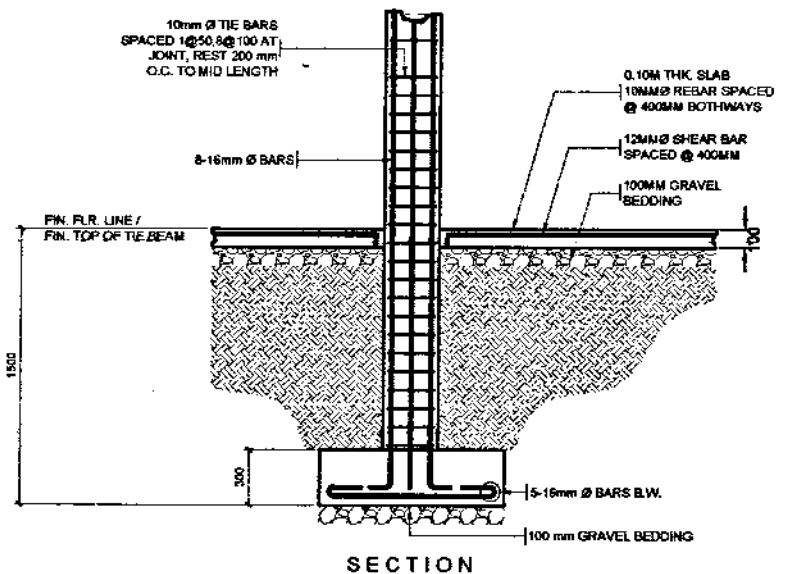 10mm Ø TIE BARS
SPACED 1@50,8@100 AT
JOINT, REST 200 mm
O.C. TO MID LENGTH
0.10M THK. SLAB
10MMØ REBAR SPACED
@ 400MM BOTHWAYS
8-16mm Ø BARS
12MMØ SHEAR BAR
SPACED @ 400MM
100MM GRAVEL
BEDDING
FIN. FLR. LINE /
FIN. TOP OF TIE BEAM
100
1500
300
5-16mm Ø BARS B.W.
100 mm GRAVEL BEDDING
SECTION